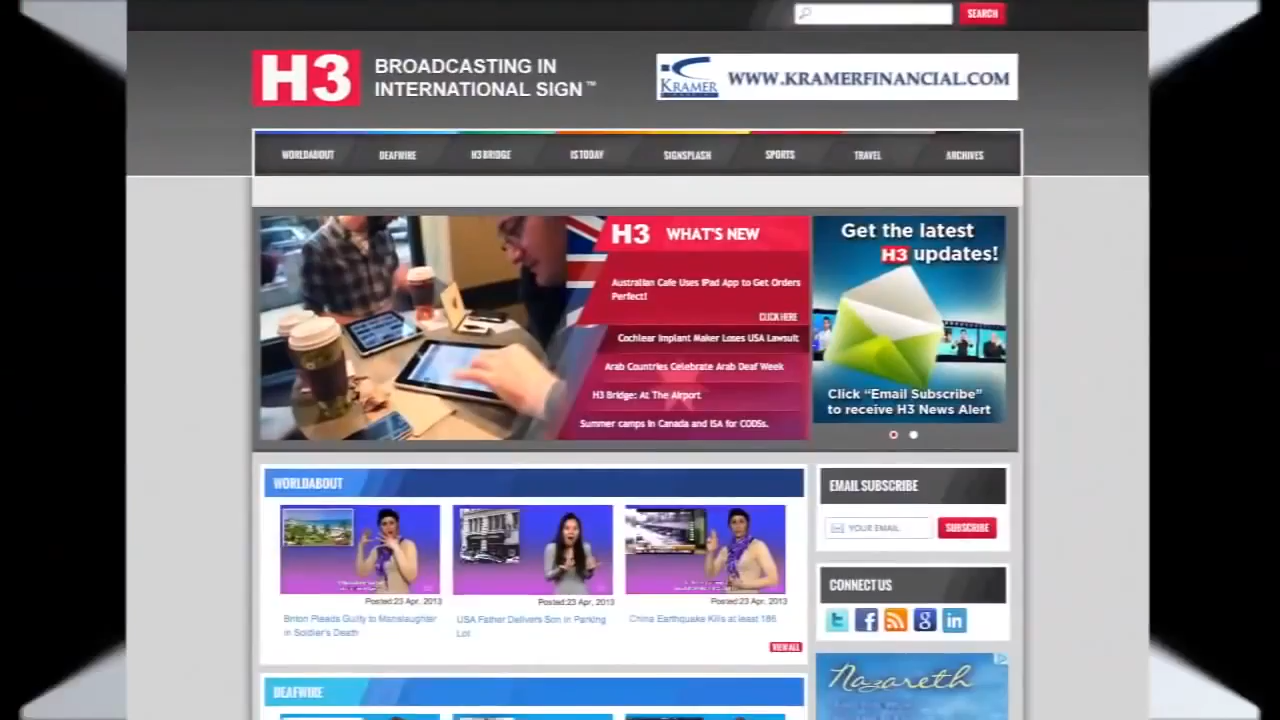 SEARCH
H3
BROADCASTING IN
INTERNATIONAL SIGN™
KRAMER
WWW.KRAMERFINANCIAL.COM
WORLDABOUT
DEAFWIRE
H3 BRIDGE
IS TODAY
SIGNSPLASH
SPORTS
TRAVEL
ARCHIVES
H3 WHAT'S NEW
Australian Cafe Uses iPad App to Get Orders
Perfect!
CLICK HERE
Cochlear Implant Maker Loses USA Lawsuit
Arab Countries Celebrate Arab Deaf Week
H3 Bridge: At The Airport
Summer camps in Canada and ISA for CODSs.
Get the latest
H3 updates!
Click "Email Subscribe"
to receive H3 News Alert
WORLDABOUT
Posted:23 Apr, 2013
Posted:23 Apr, 2013
Posted:23 Apr, 2013
Briton Pleads Guilty to Manslaughter
in Soldier's Death
USA Father Delivers Son in Parking
Lot
China Earthquake Kills at least 186
VIEW ALL
EMAIL SUBSCRIBE
YOUR EMAIL
SUBSCRIBE
CONNECT US
Nazareth
DEAFWIRE